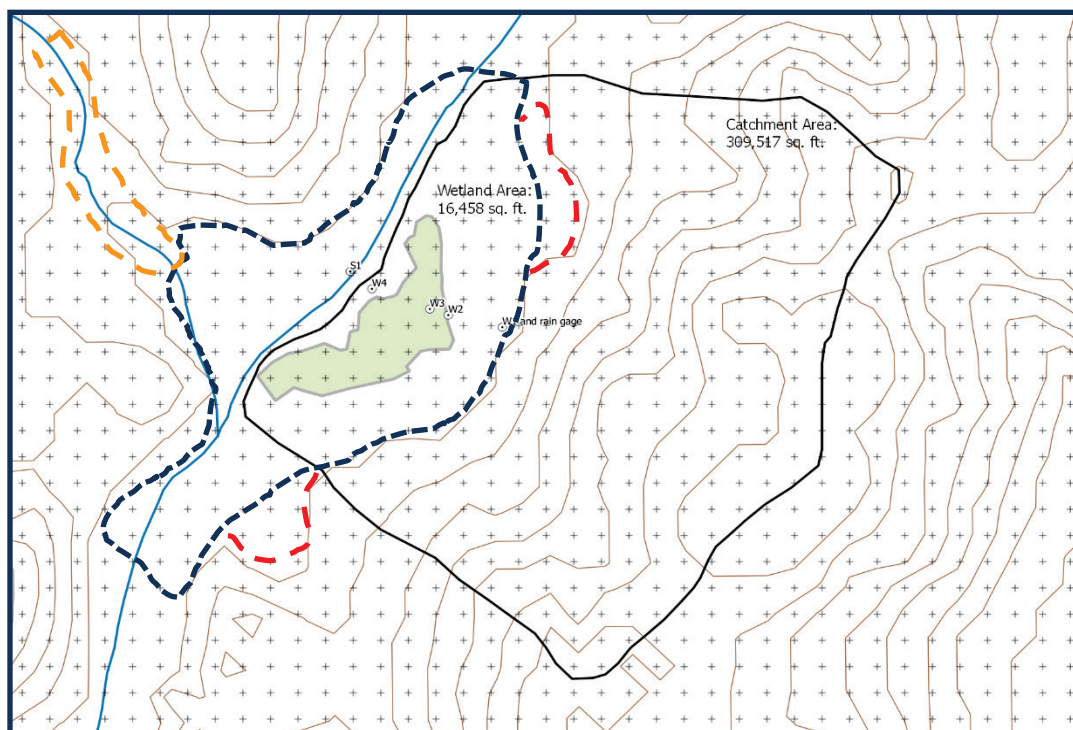 Catchment Area:
309,517 sq. ft.
Wetland Area:
16,458 sq. ft.
S1
W4
W3
W2
and rain gage